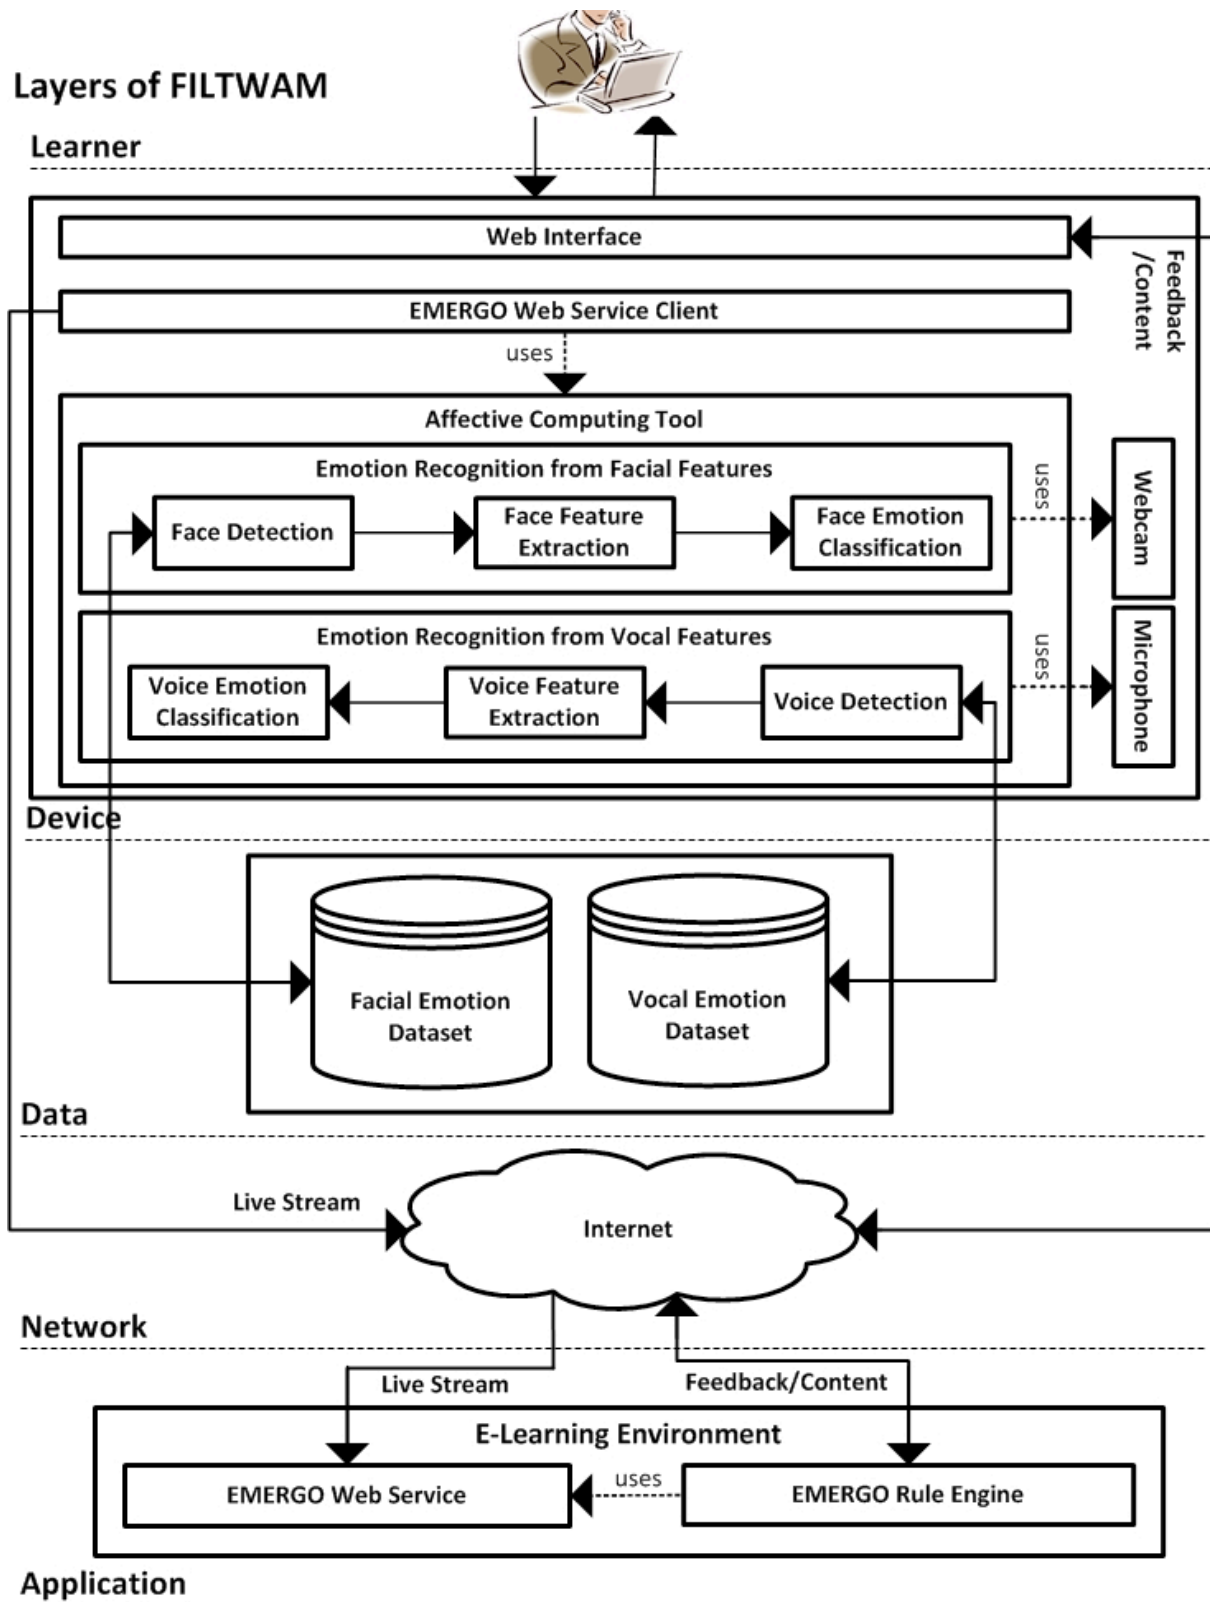 Layers of FILTWAM
Learner
Web Interface
Feedback
/Content
EMERGO Web Service Client
uses
Affective Computing Tool
Emotion Recognition from Facial Features
uses
Webcam
Face Detection
Face Feature
Extraction
Face Emotion
Classification
Emotion Recognition from Vocal Features
uses
Microphone
Voice Emotion
Classification
Voice Feature
Extraction
Voice Detection
Device
Facial Emotion
Dataset
Vocal Emotion
Dataset
Data
Live Stream
Internet
Network
Live Stream
Feedback/Content
E-Learning Environment
EMERGO Web Service
uses
EMERGO Rule Engine
Application